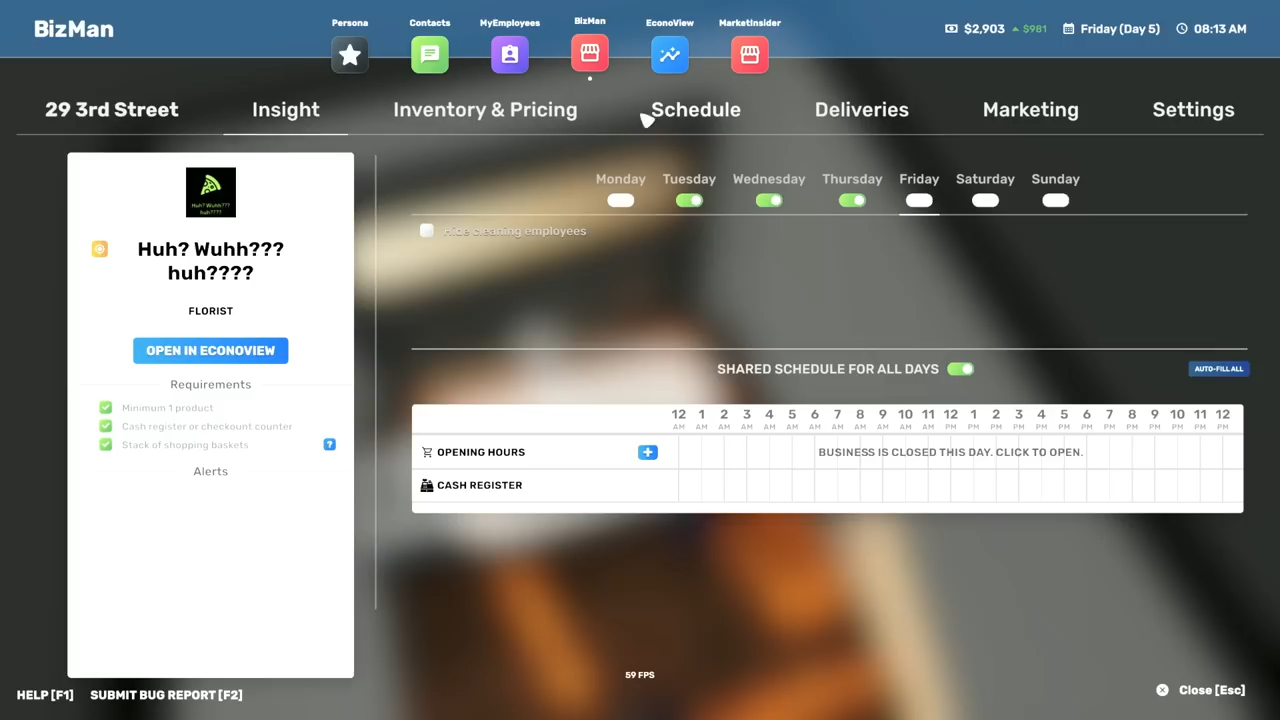 BizMan
Persona
Contacts
MyEmployees
BizMan
EconoView
MarketInsider
$2,903
$981
Friday (Day 5)
08:13 AM
29 3rd Street
Insight
Inventory & Pricing
Schedule
Deliveries
Marketing
Settings
Huh? Wuhh???
huh????
Huh? Wuhh???
huh????
FLORIST
OPEN IN ECONOVIEW
Requirements
Minimum 1 product
Cash register or checkount counter
Stack of shopping baskets
?
Alerts
Monday
Tuesday
Wednesday
Thursday
Friday
Saturday
Sunday
Hide cleaning employees
SHARED SCHEDULE FOR ALL DAYS
AUTO-FILL ALL
12 1 2 3 4 5 6 7 8 9 10 11 12 1 2 3 4 5 6 7 8 9 10 11 12
AM AM AM AM AM AM AM AM AM AM AM AM PM PM PM PM PM PM PM PM PM PM PM PM PM
OPENING HOURS
BUSINESS IS CLOSED THIS DAY. CLICK TO OPEN.
CASH REGISTER
59 FPS
HELP [F1]
SUBMIT BUG REPORT [F2]
Close [Esc]